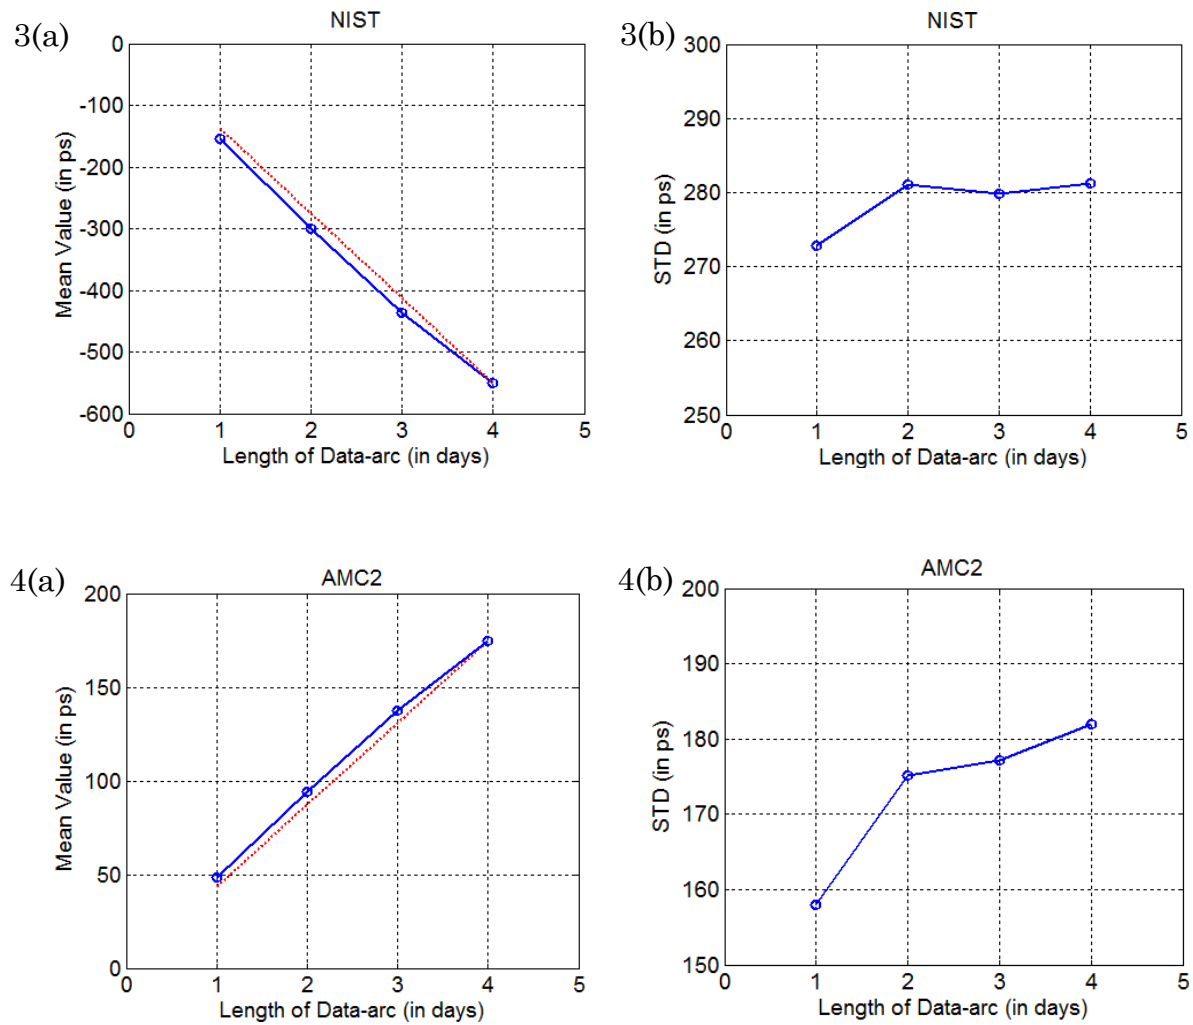 3(a)
NIST
0
-100
-200
-300
-400
-500
-600
Mean Value (in ps)
0 1 2 3 4 5
Length of Data-arc (in days)
3(b)
NIST
300
290
280
270
260
250
STD (in ps)
0 1 2 3 4 5
Length of Data-arc (in days)
4(a)
AMC2
200
150
100
50
0
Mean Value (in ps)
0 1 2 3 4 5
Length of Data-arc (in days)
4(b)
AMC2
200
190
180
170
160
150
STD (in ps)
0 1 2 3 4 5
Length of Data-arc (in days)